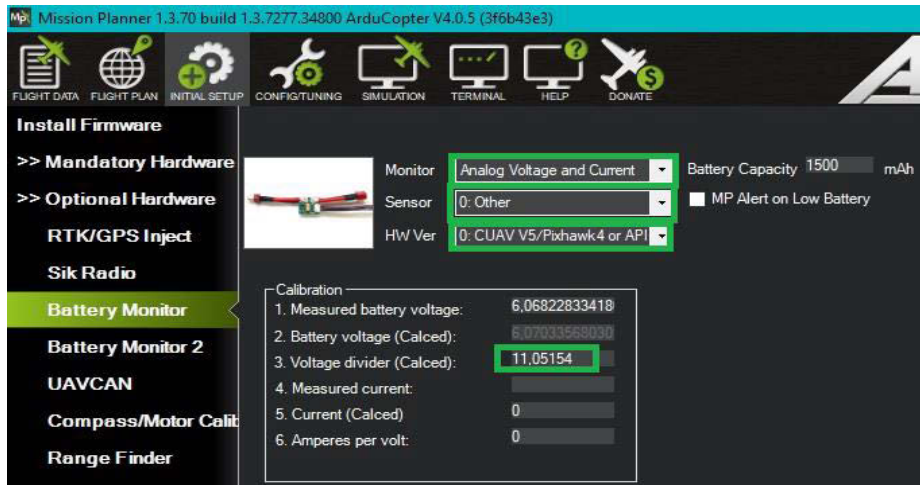 Mission Planner 1.3.70 build 1.3.7277.34800 ArduCopter V4.0.5 (3f6b43e3)
FLIGHT DATA FLIGHT PLAN INITIAL SETUP CONFIG/TUNING SIMULATION TERMINAL HELP DONATE
Install Firmware
>> Mandatory Hardware
>> Optional Hardware
RTK/GPS Inject
Sik Radio
Battery Monitor
Battery Monitor 2
UAVCAN
Compass/Motor Calib
Range Finder
Monitor Analog Voltage and Current Battery Capacity 1500 mAh
Sensor 0: Other MP Alert on Low Battery
HW Ver 0: CUAV V5/Pixhawk4 or API
Calibration
1. Measured battery voltage: 6,06822833418
2. Battery voltage (Calced): 6,07033568030
3. Voltage divider (Calced): 11,05154
4. Measured current:
5. Current (Calced) 0
6. Amperes per volt: 0